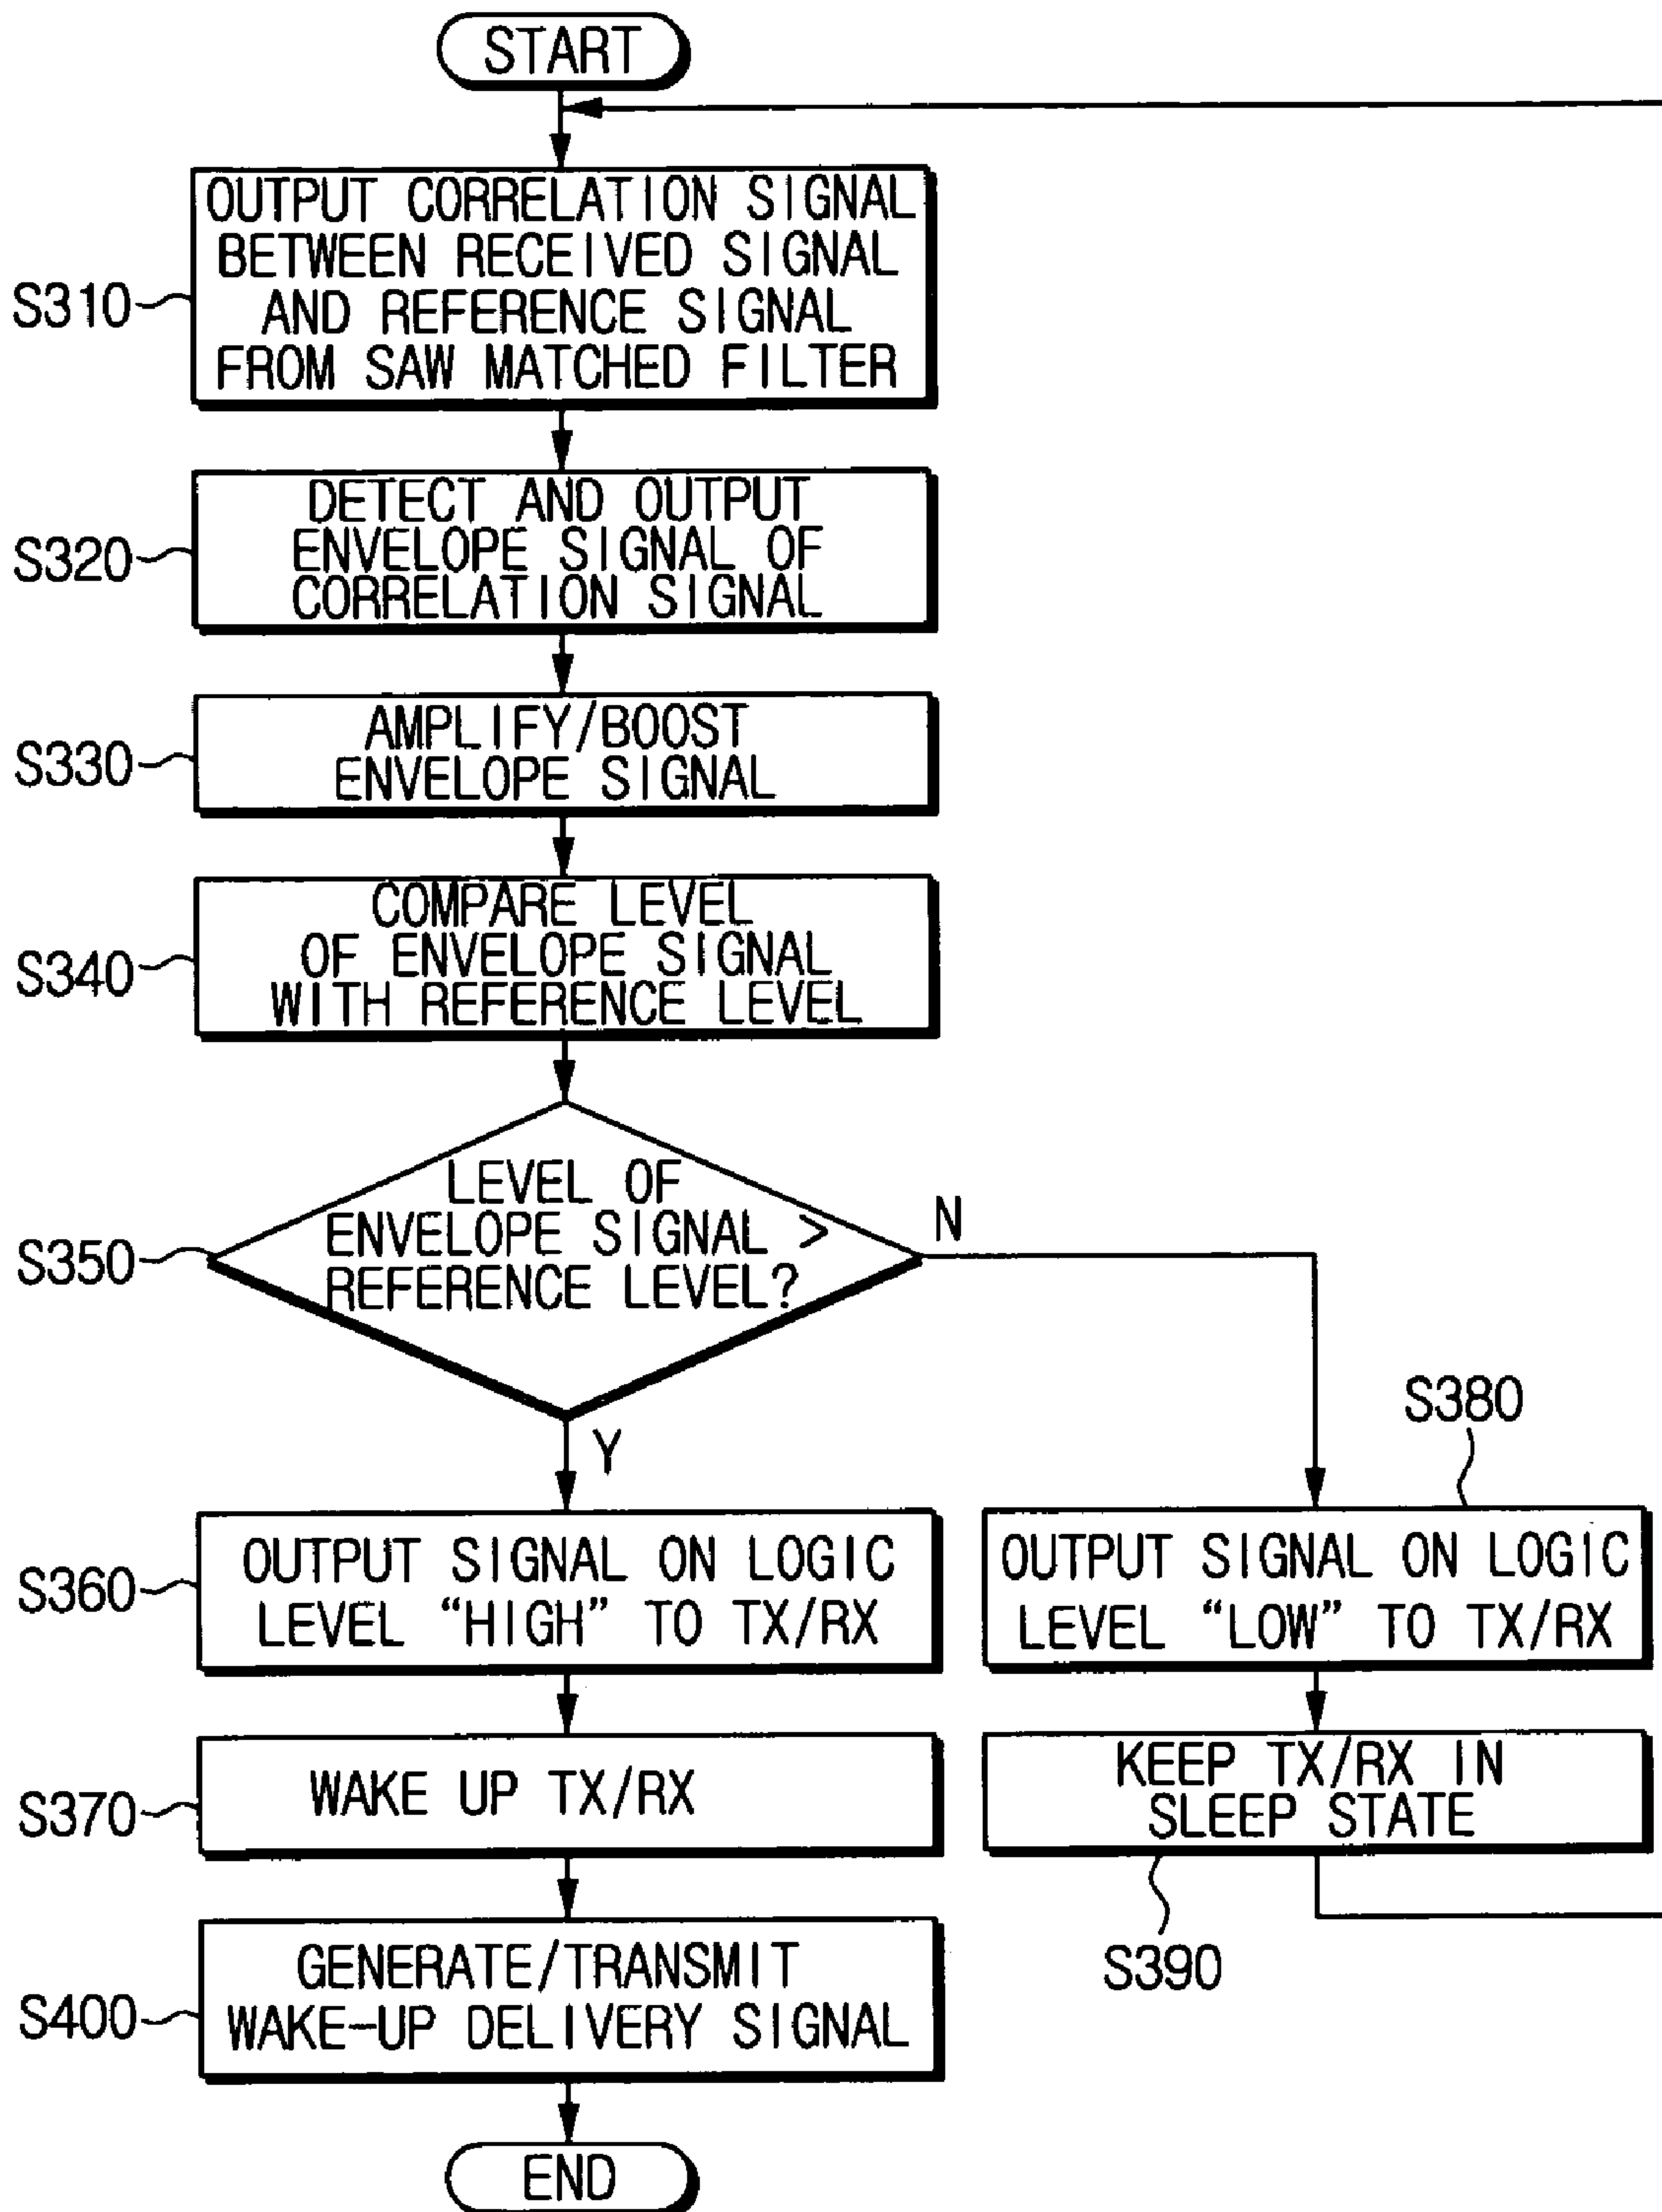 START
OUTPUT CORRELATION SIGNAL
BETWEEN RECEIVED SIGNAL
AND REFERENCE SIGNAL
FROM SAW MATCHED FILTER
S310
DETECT AND OUTPUT
ENVELOPE SIGNAL OF
CORRELATION SIGNAL
S320
AMPLIFY/BOOST
ENVELOPE SIGNAL
S330
COMPARE LEVEL
OF ENVELOPE SIGNAL
WITH REFERENCE LEVEL
S340
LEVEL OF
ENVELOPE SIGNAL >
REFERENCE LEVEL?
S350
N
Y
S380
OUTPUT SIGNAL ON LOGIC
LEVEL “HIGH” TO TX/RX
S360
OUTPUT SIGNAL ON LOGIC
LEVEL “LOW” TO TX/RX
WAKE UP TX/RX
S370
KEEP TX/RX IN
SLEEP STATE
S390
GENERATE/TRANSMIT
WAKE-UP DELIVERY SIGNAL
S400
END